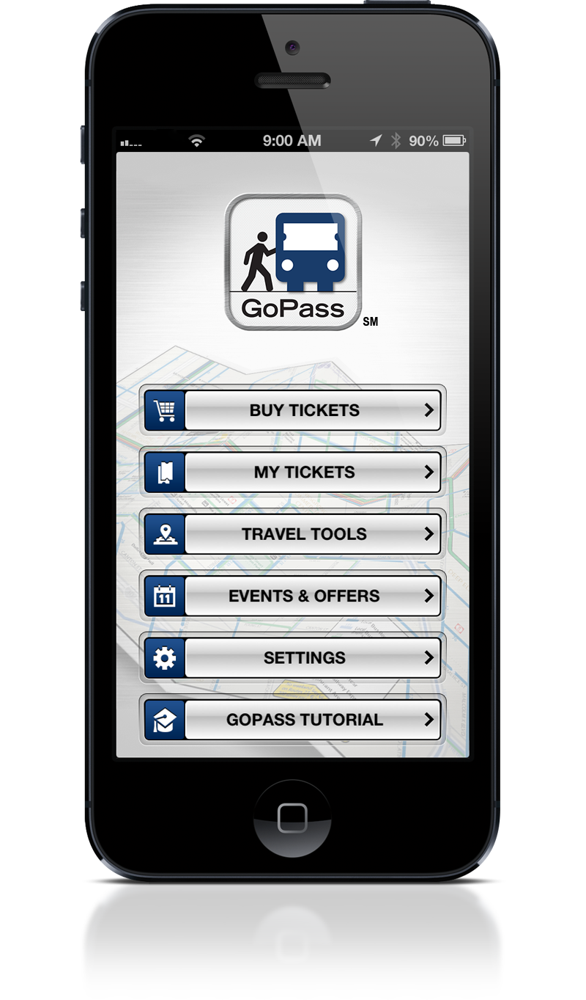 9:00 AM
90%
GoPass
SM
BUY TICKETS
MY TICKETS
TRAVEL TOOLS
11
EVENTS & OFFERS
SETTINGS
GOPASS TUTORIAL